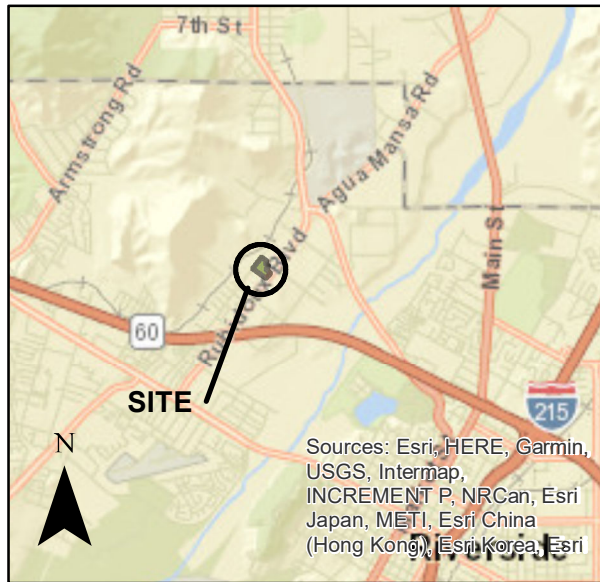 7th St
Armstrong Rd
Agua Mansa Rd
Main St
Blvd
60
SITE
215
N
Sources: Esri, HERE, Garmin,
USGS, Intermap,
INCREMENT P, NRCan, Esri
Japan, METI, Esri China
(Hong Kong), Esri Korea, Esri
Riverside